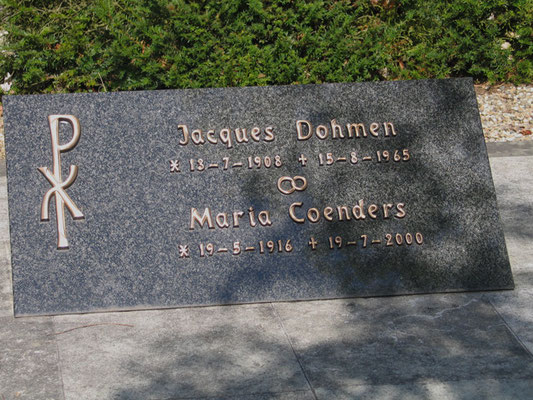 Jacques Dohmen
* 13-7-1908 + 15-8-1965
Maria Coenders
* 19-5-1916 + 19-7-2000